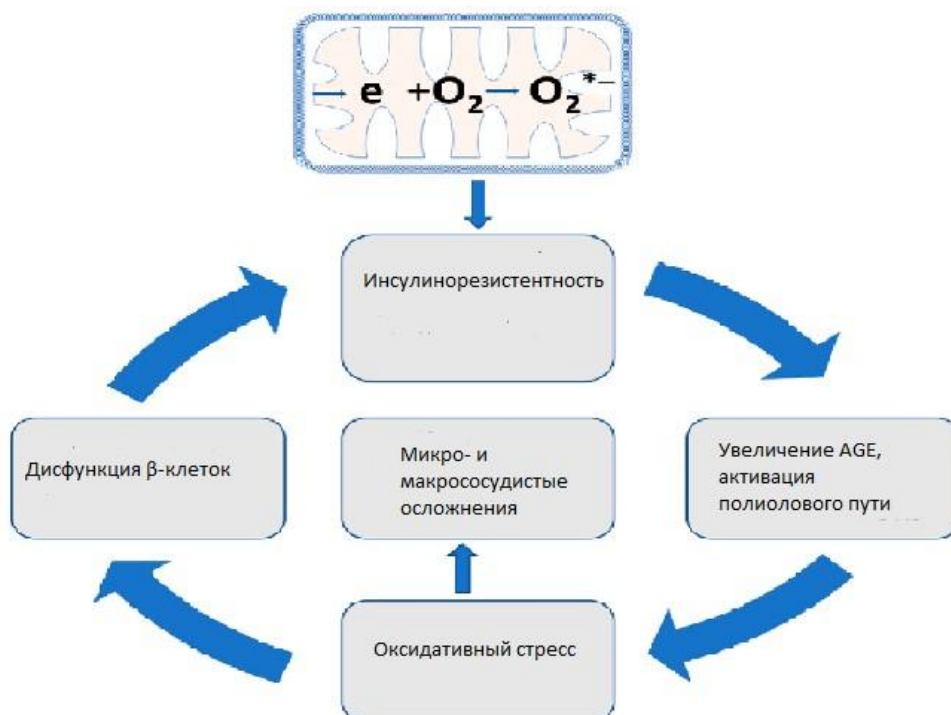 → e + O₂ → O₂*–
Инсулинорезистентность
Дисфункция β-клеток
Микро- и
макрососудистые
осложнения
Увеличение AGE,
активация
полиолового пути
Оксидативный стресс